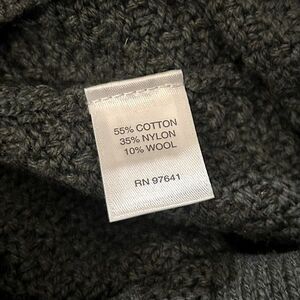 55% COTTON
35% NYLON
10% WOOL
RN 97641